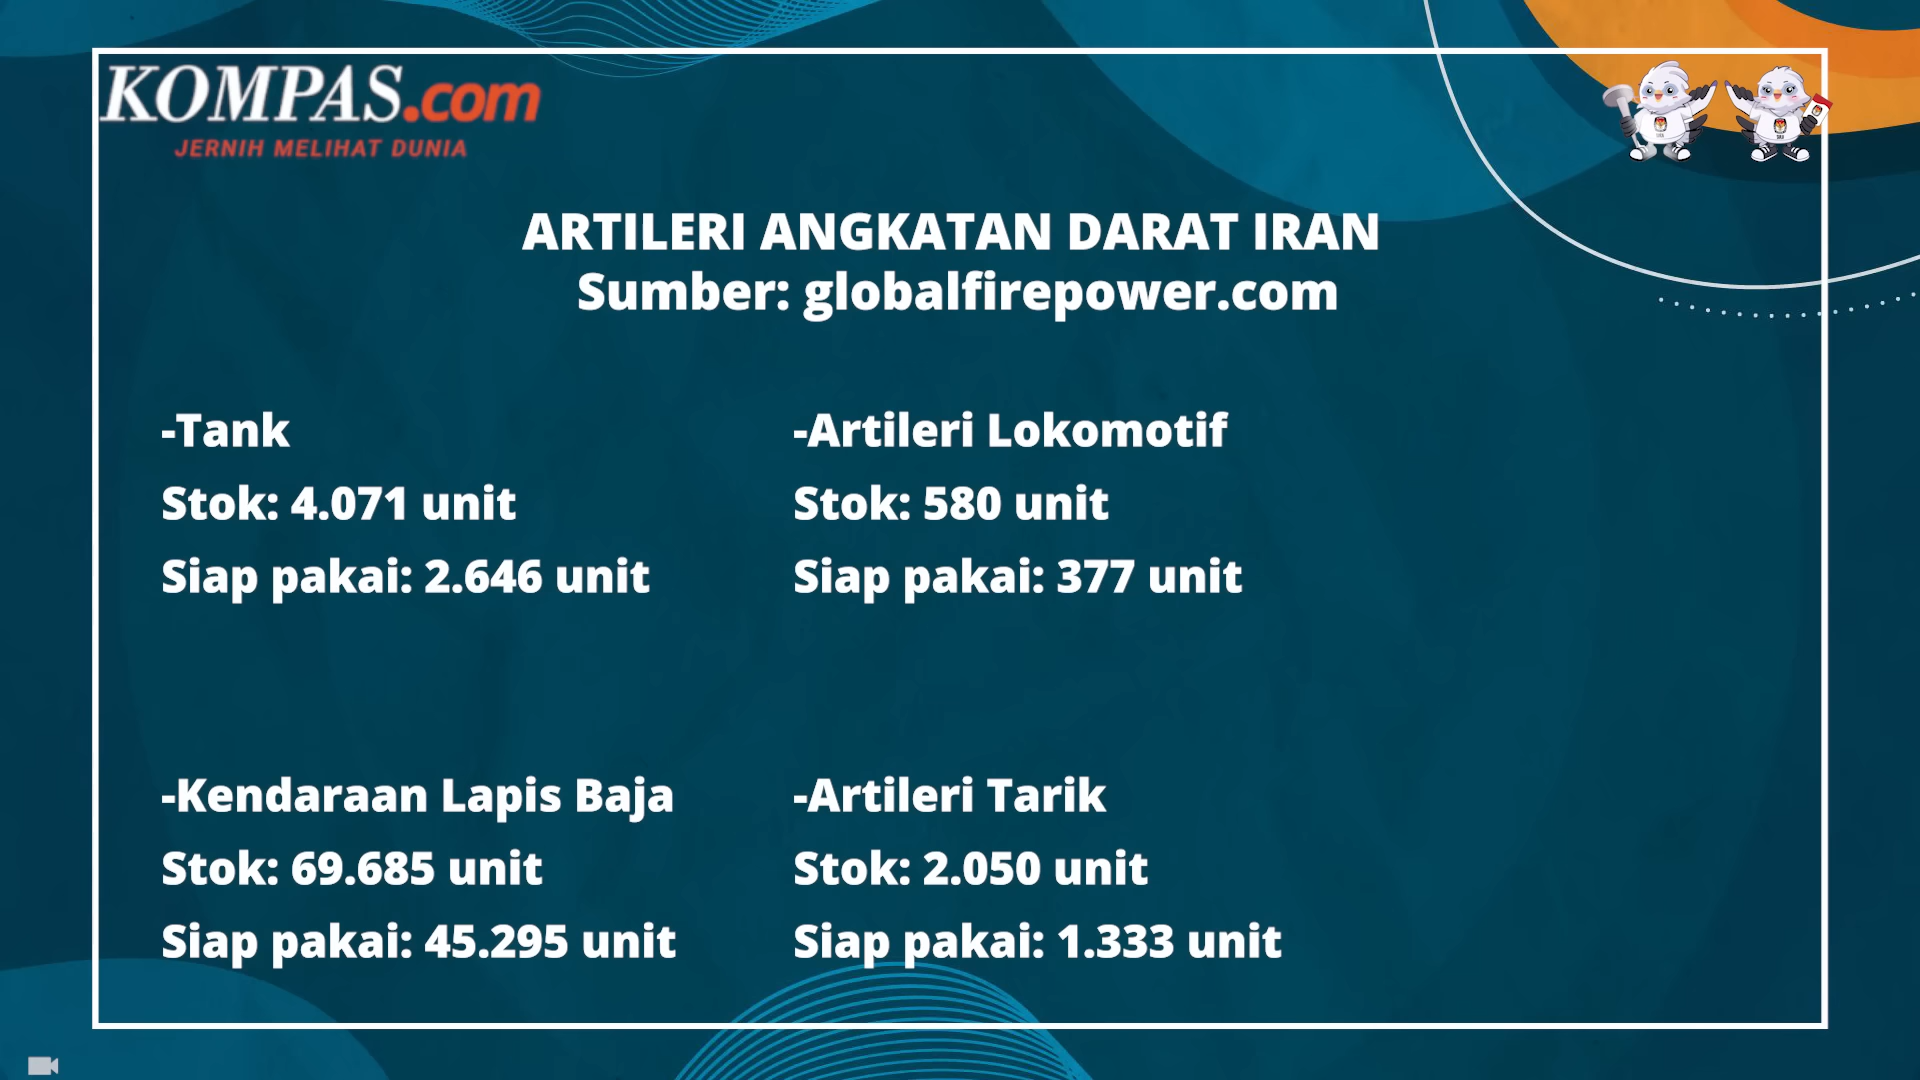 KOMPAS.com
JERNIH MELIHAT DUNIA
ARTILERI ANGKATAN DARAT IRAN
Sumber: globalfirepower.com
-Tank
Stok: 4.071 unit
Siap pakai: 2.646 unit
-Artileri Lokomotif
Stok: 580 unit
Siap pakai: 377 unit
-Kendaraan Lapis Baja
Stok: 69.685 unit
Siap pakai: 45.295 unit
-Artileri Tarik
Stok: 2.050 unit
Siap pakai: 1.333 unit